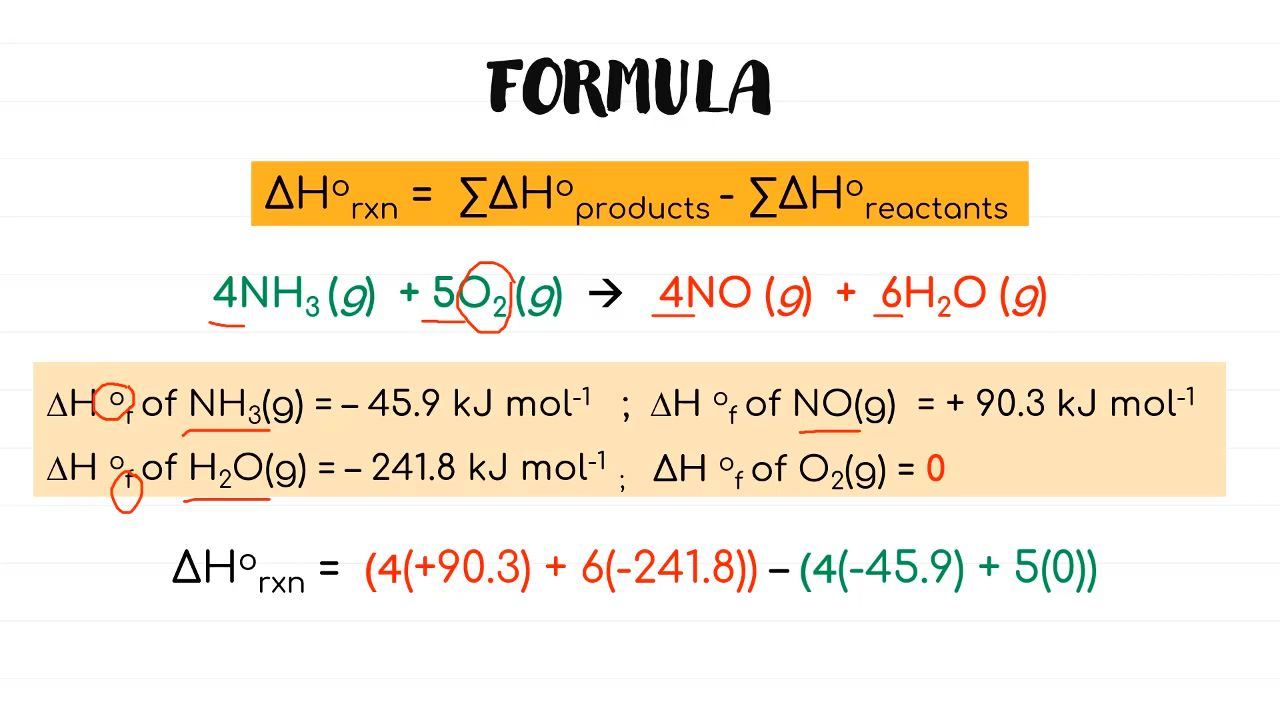 FORMULA
ΔH°rxn = ∑ΔH°products - ∑ΔH°reactants
4NH₃(g) + 5O₂(g) → 4NO (g) + 6H₂O (g)
ΔH °f of NH₃(g) = – 45.9 kJ mol⁻¹ ; ΔH °f of NO(g) = + 90.3 kJ mol⁻¹
ΔH °f of H₂O(g) = – 241.8 kJ mol⁻¹ ; ΔH °f of O₂(g) = 0
ΔH°rxn = (4(+90.3) + 6(-241.8)) – (4(-45.9) + 5(0))